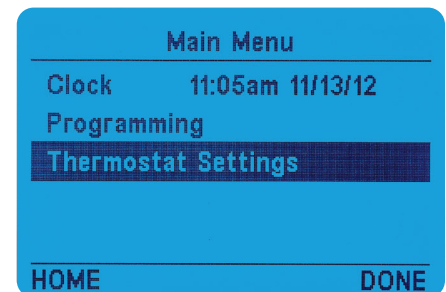 Main Menu
Clock 11:05am 11/13/12
Programming
Thermostat Settings
HOME DONE